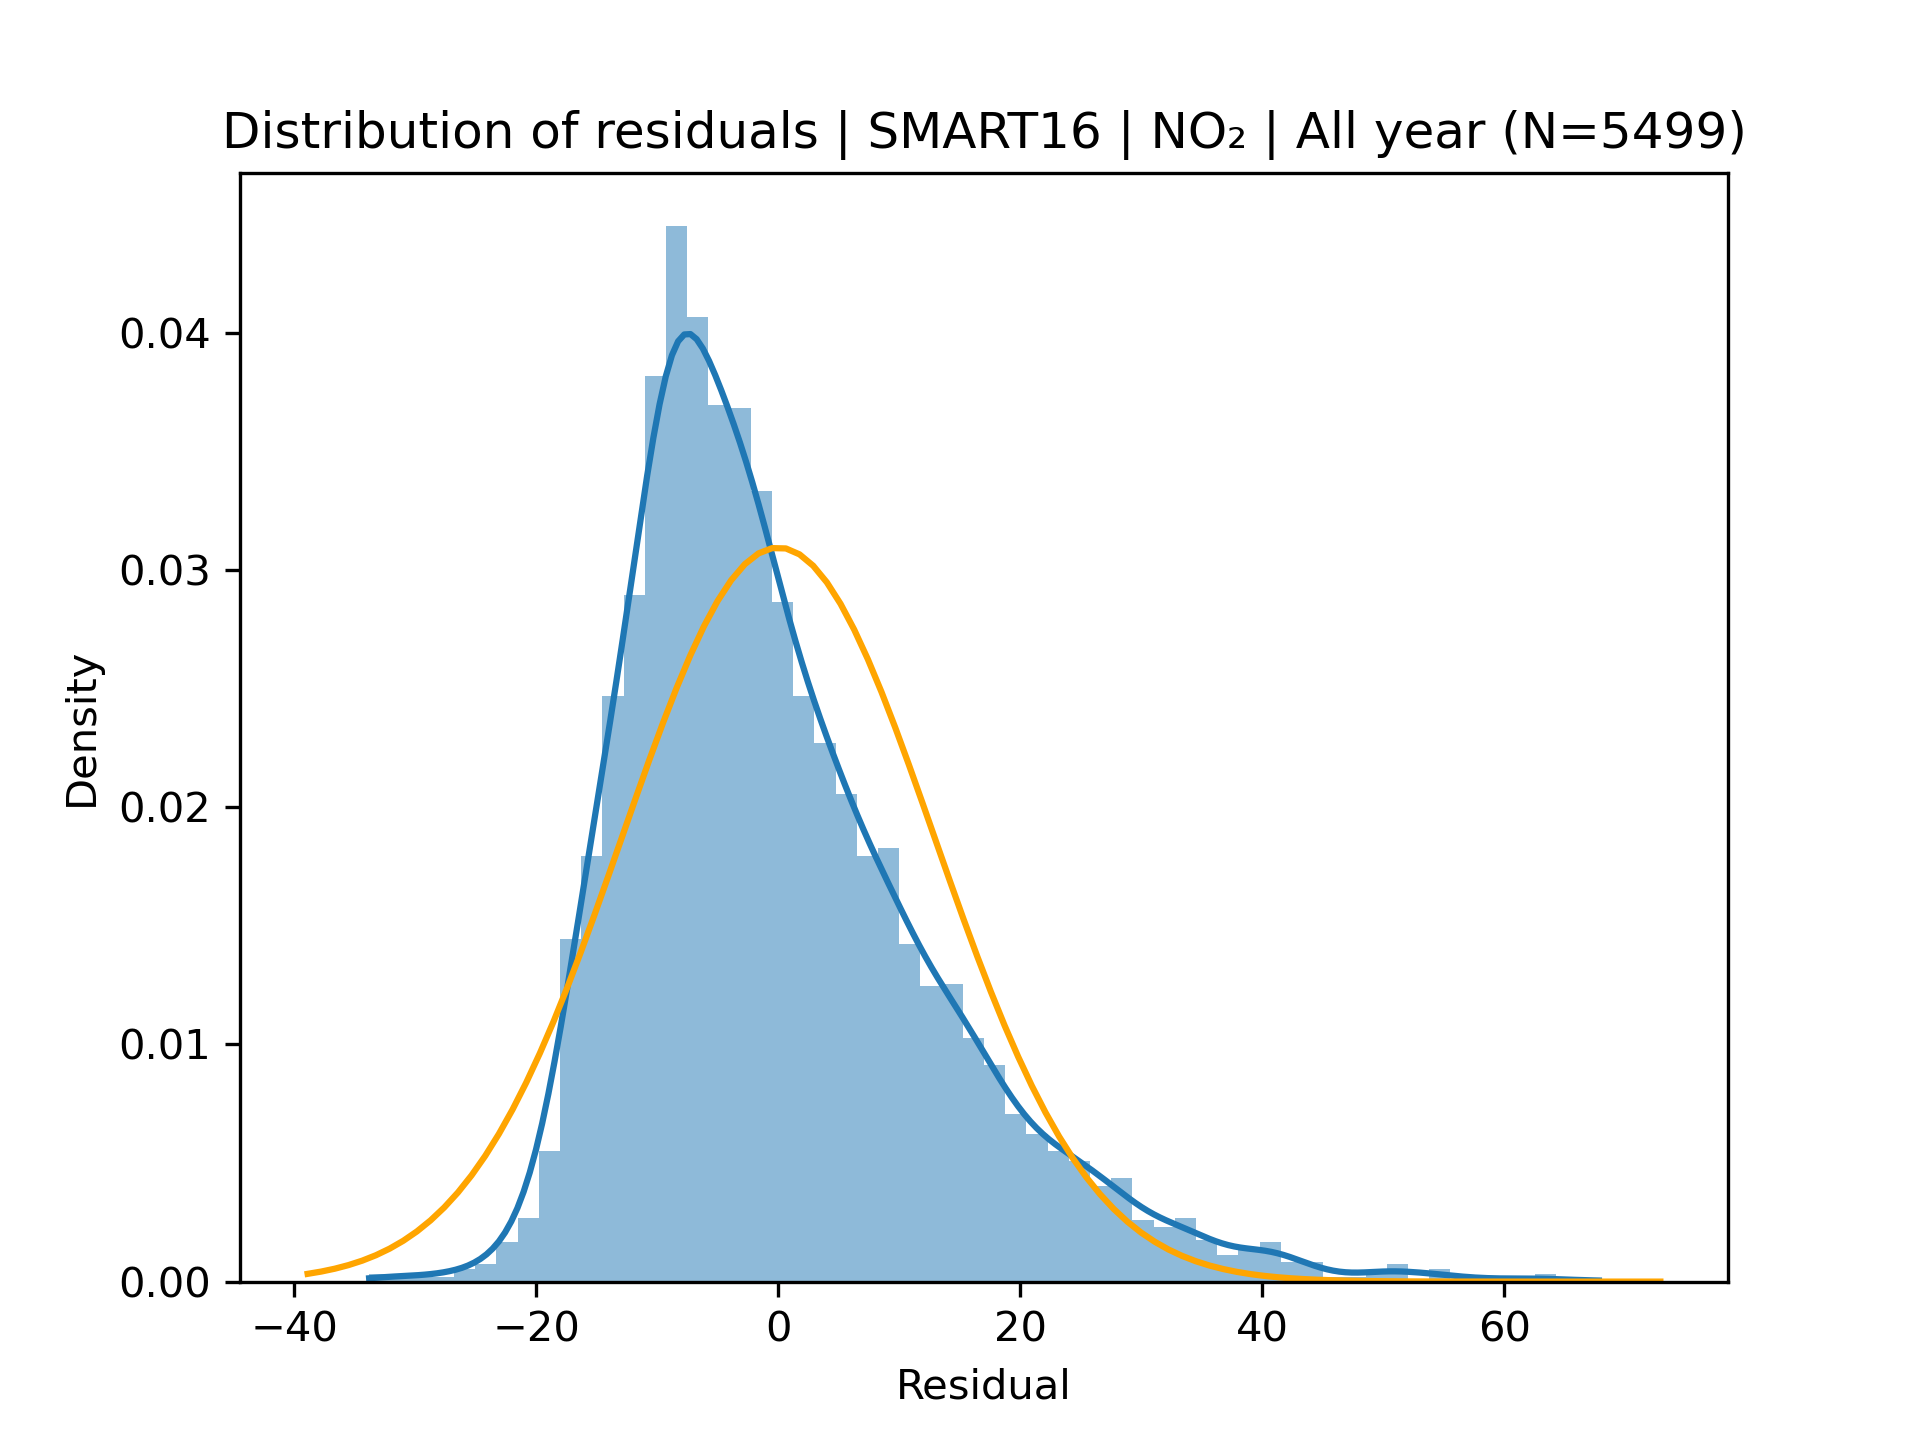 Distribution of residuals | SMART16 | NO₂ | All year (N=5499)
0.04
0.03
0.02
0.01
0.00
Density
−40 −20 0 20 40 60
Residual